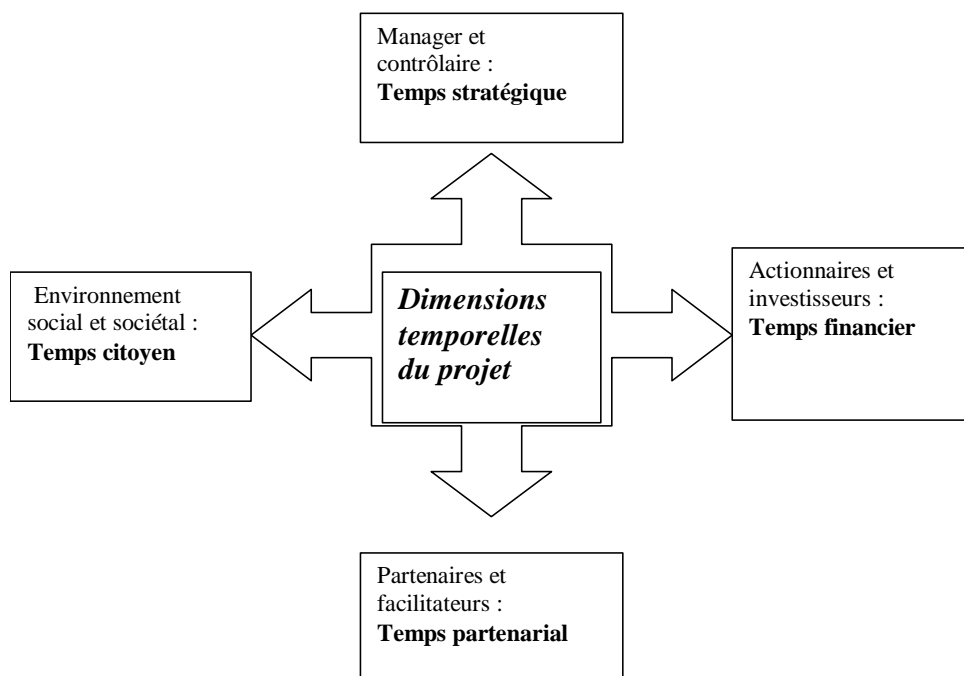 Manager et
contrôlaire :
Temps stratégique
Environnement
social et sociétal :
Temps citoyen
Dimensions
temporelles
du projet
Actionnaires et
investisseurs :
Temps financier
Partenaires et
facilitateurs :
Temps partenarial